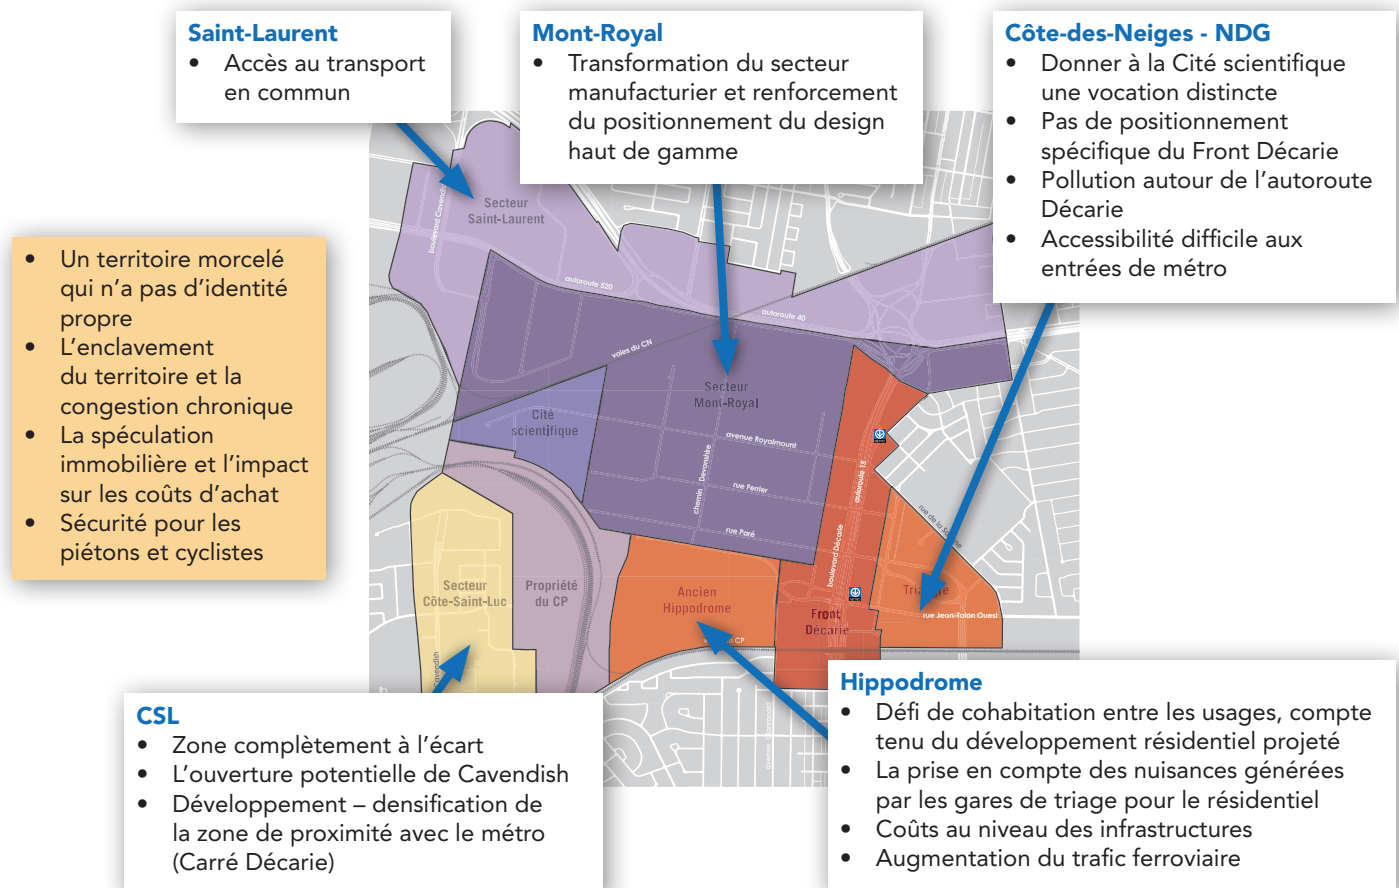 Saint-Laurent
• Accès au transport
en commun
Mont-Royal
• Transformation du secteur
manufacturier et renforcement
du positionnement du design
haut de gamme
Côte-des-Neiges - NDG
• Donner à la Cité scientifique
une vocation distincte
• Pas de positionnement
spécifique du Front Décarie
• Pollution autour de l'autoroute
Décarie
• Accessibilité difficile aux
entrées de métro
• Un territoire morcelé
qui n'a pas d'identité
propre
• L'enclavement
du territoire et la
congestion chronique
• La spéculation
immobilière et l'impact
sur les coûts d'achat
• Sécurité pour les
piétons et cyclistes
Secteur
Saint-Laurent
autoroute 520
autoroute 40
voies du CN
Secteur
Mont-Royal
Cité
scientifique
avenue Royalmount
chemin Devonshire
rue Ferrier
rue Paré
boulevard Décarie
autoroute 15
Secteur
Côte-Saint-Luc
Propriété
du CP
Ancien
Hippodrome
Front
Décarie
rue Jean-Talon Ouest
Cavendish
CSL
• Zone complètement à l'écart
• L'ouverture potentielle de Cavendish
• Développement – densification de
la zone de proximité avec le métro
(Carré Décarie)
Hippodrome
• Défi de cohabitation entre les usages, compte
tenu du développement résidentiel projeté
• La prise en compte des nuisances générées
par les gares de triage pour le résidentiel
• Coûts au niveau des infrastructures
• Augmentation du trafic ferroviaire